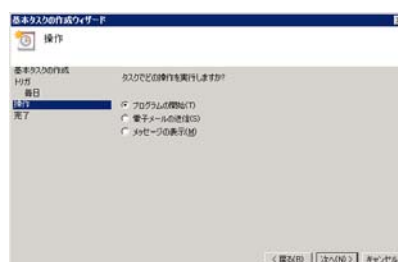 基本タスクの作成ウィザード
操作
基本タスクの作成
トリガ
毎日
操作
完了
タスクでどの操作を実行しますか?
プログラムの開始(T)
電子メールの送信(S)
メッセージの表示(M)
< 戻る(B)
次へ(N) >
キャンセル